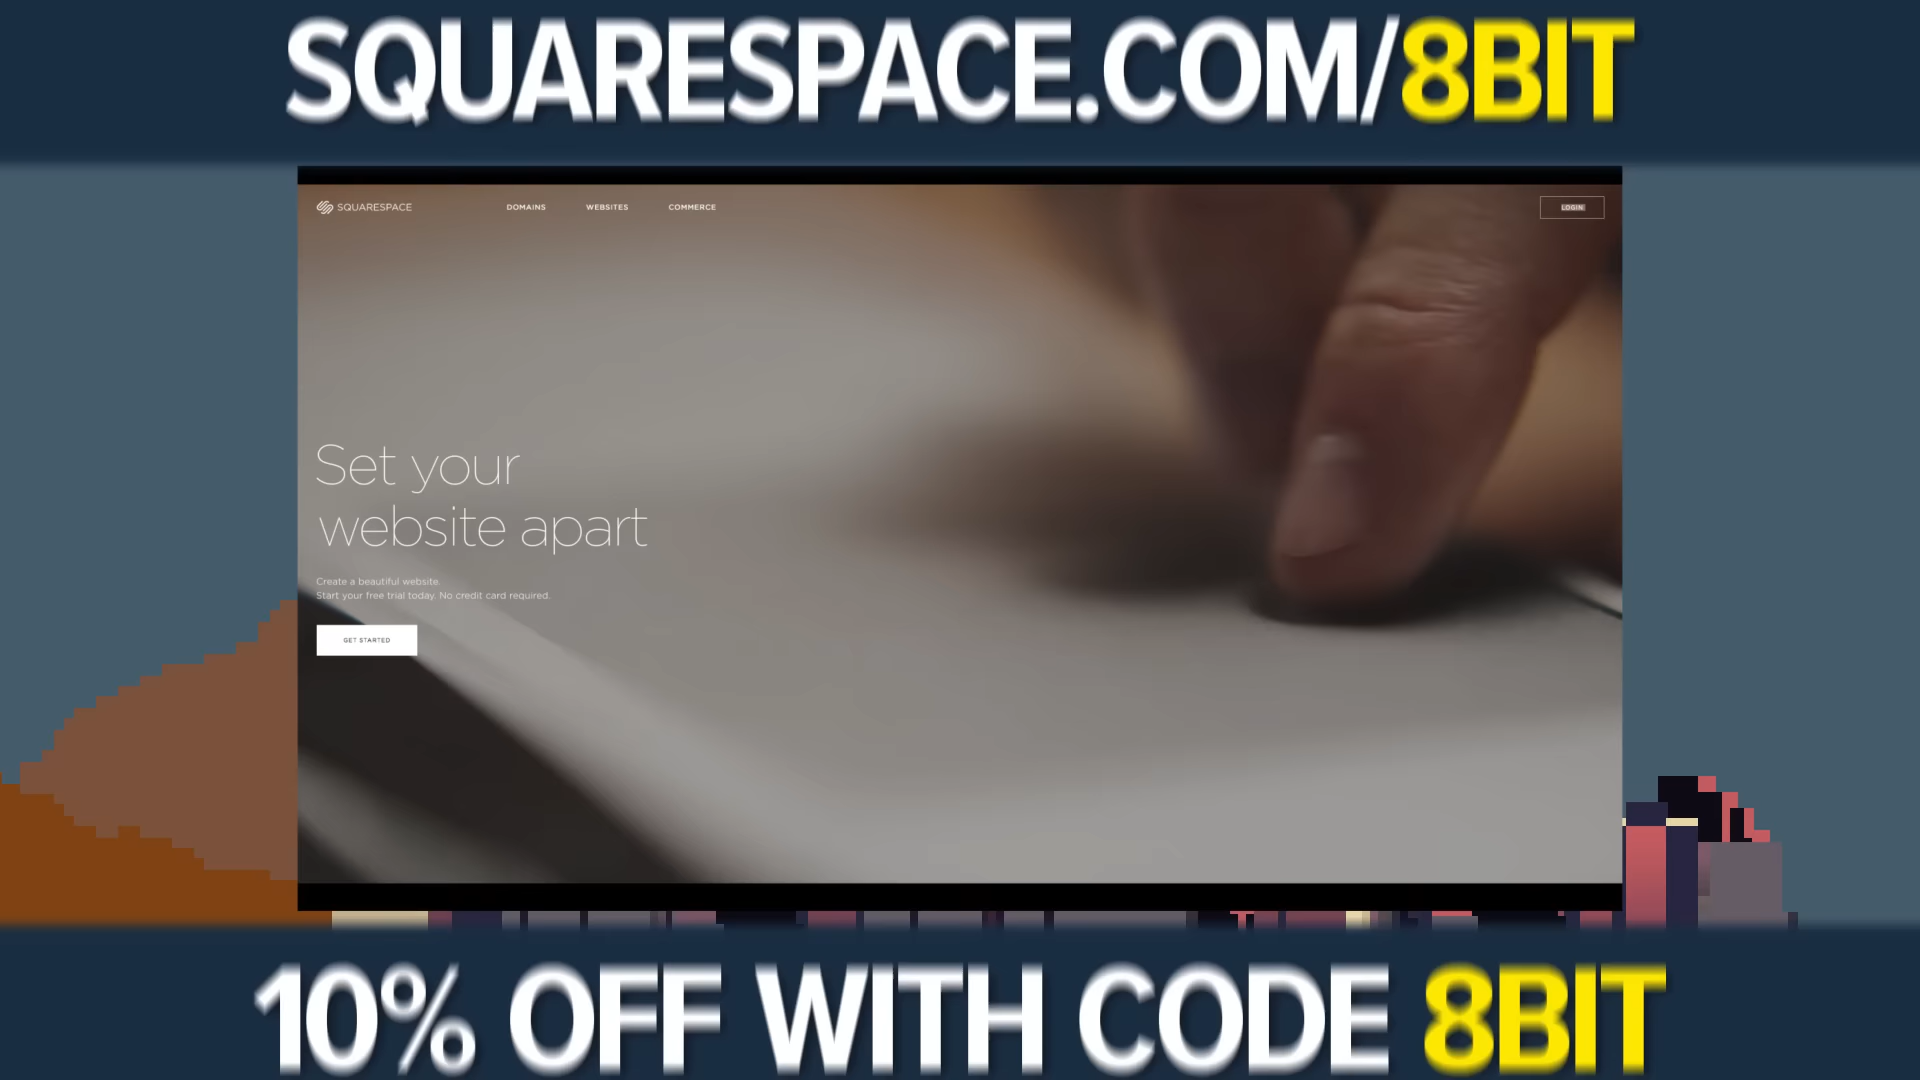 SQUARESPACE.COM/8BIT
SQUARESPACE DOMAINS WEBSITES COMMERCE LOGIN
Set your
website apart
Create a beautiful website.
Start your free trial today. No credit card required.
GET STARTED
10% OFF WITH CODE 8BIT